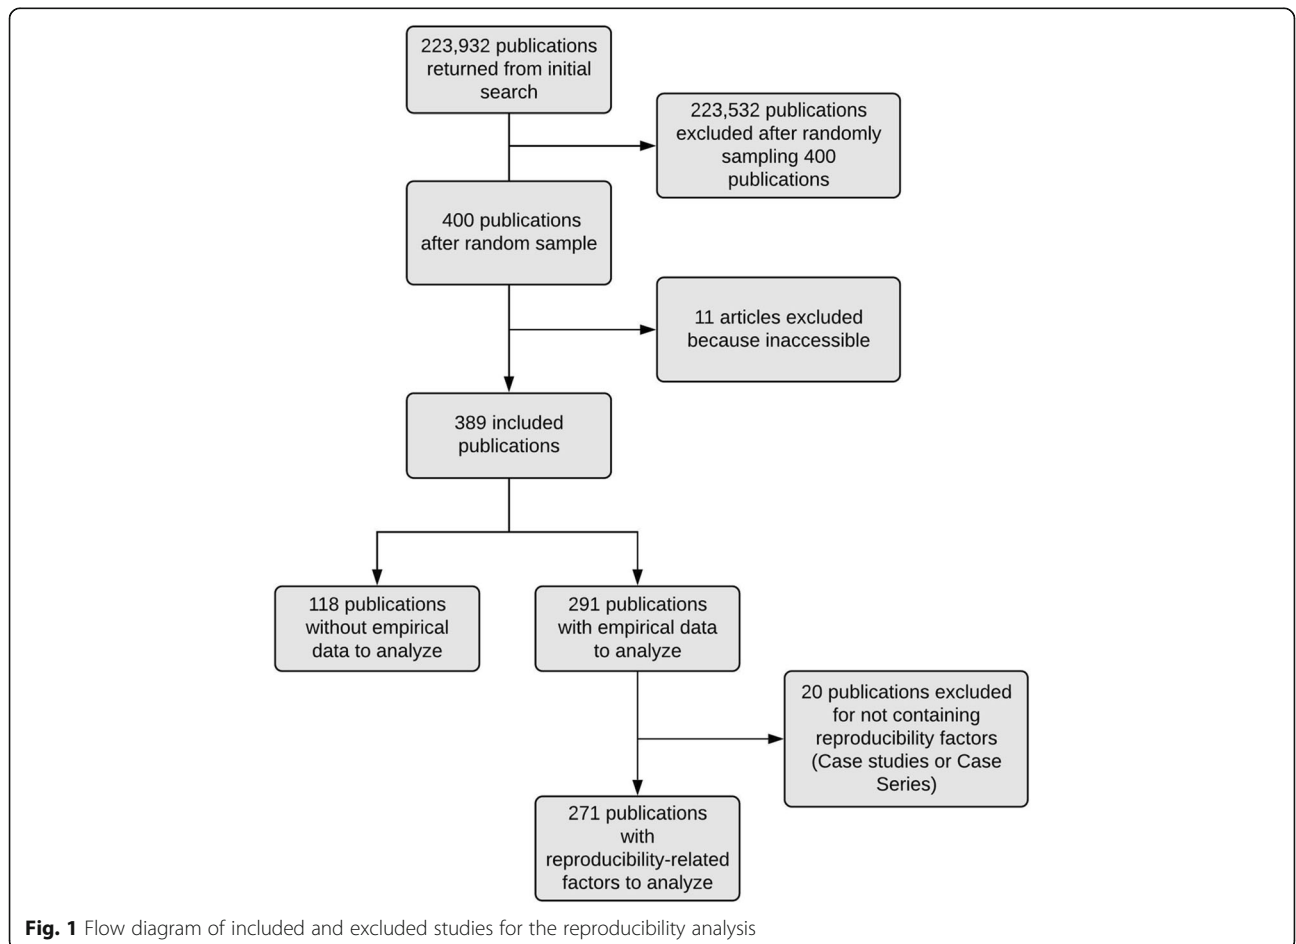 223,932 publications
returned from initial
search
223,532 publications
excluded after randomly
sampling 400
publications
400 publications
after random sample
11 articles excluded
because inaccessible
389 included
publications
118 publications
without empirical
data to analyze
291 publications
with empirical data
to analyze
20 publications excluded
for not containing
reproducibility factors
(Case studies or Case
Series)
271 publications
with
reproducibility-related
factors to analyze
Fig. 1 Flow diagram of included and excluded studies for the reproducibility analysis